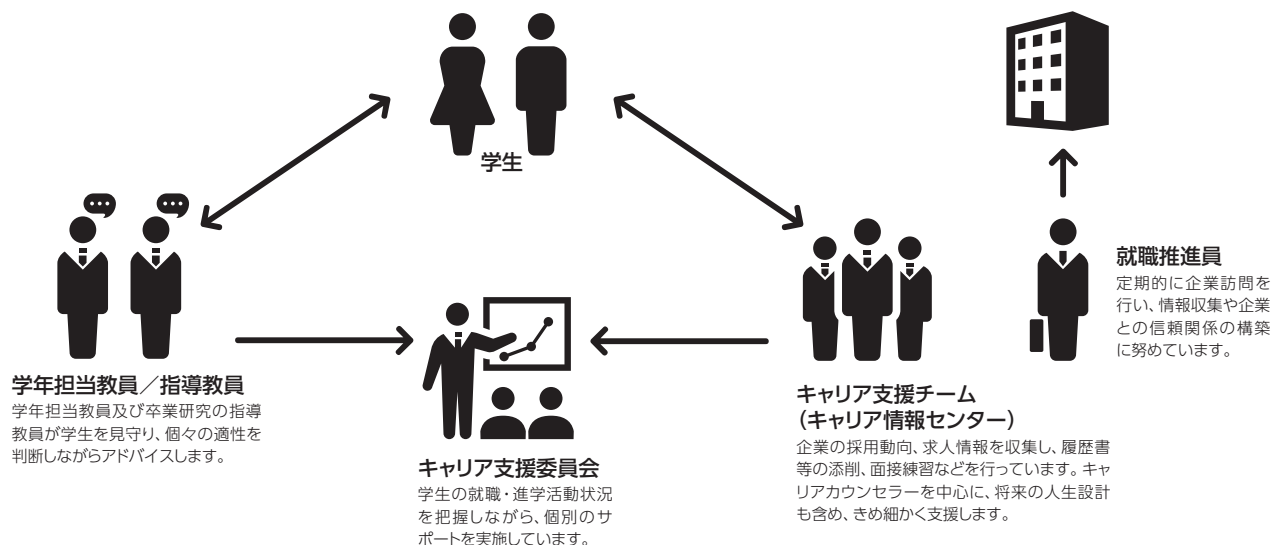 学生
就職推進員
定期的に企業訪問を
行い、情報収集や企業
との信頼関係の構築
に努めています。
学年担当教員／指導教員
学年担当教員及び卒業研究の指導
教員が学生を見守り、個々の適性を
判断しながらアドバイスします。
キャリア支援委員会
学生の就職・進学活動状況
を把握しながら、個別のサ
ポートを実施しています。
キャリア支援チーム
（キャリア情報センター）
企業の採用動向、求人情報を収集し、履歴書
等の添削、面接練習などを行っています。キャ
リアカウンセラーを中心に、将来の人生設計
も含め、きめ細かく支援します。